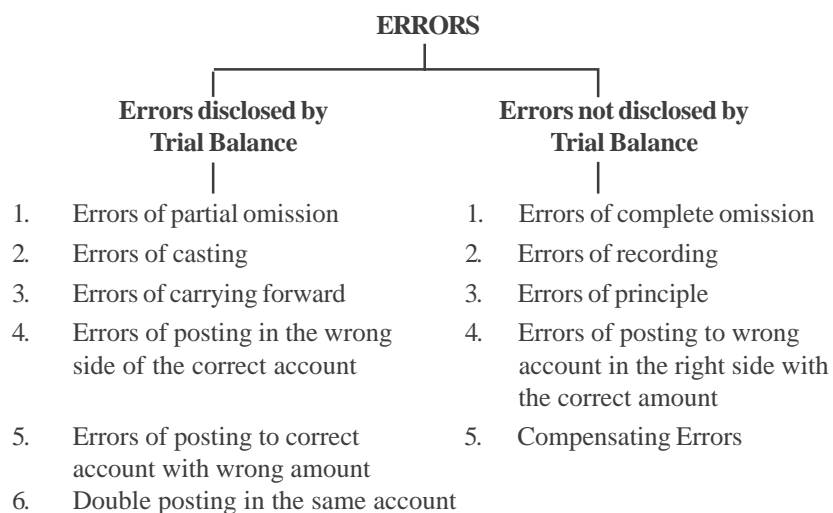 ERRORS
Errors disclosed by
Trial Balance
Errors not disclosed by
Trial Balance
1. Errors of partial omission
2. Errors of casting
3. Errors of carrying forward
4. Errors of posting in the wrong
side of the correct account
5. Errors of posting to correct
account with wrong amount
6. Double posting in the same account
1. Errors of complete omission
2. Errors of recording
3. Errors of principle
4. Errors of posting to wrong
account in the right side with
the correct amount
5. Compensating Errors